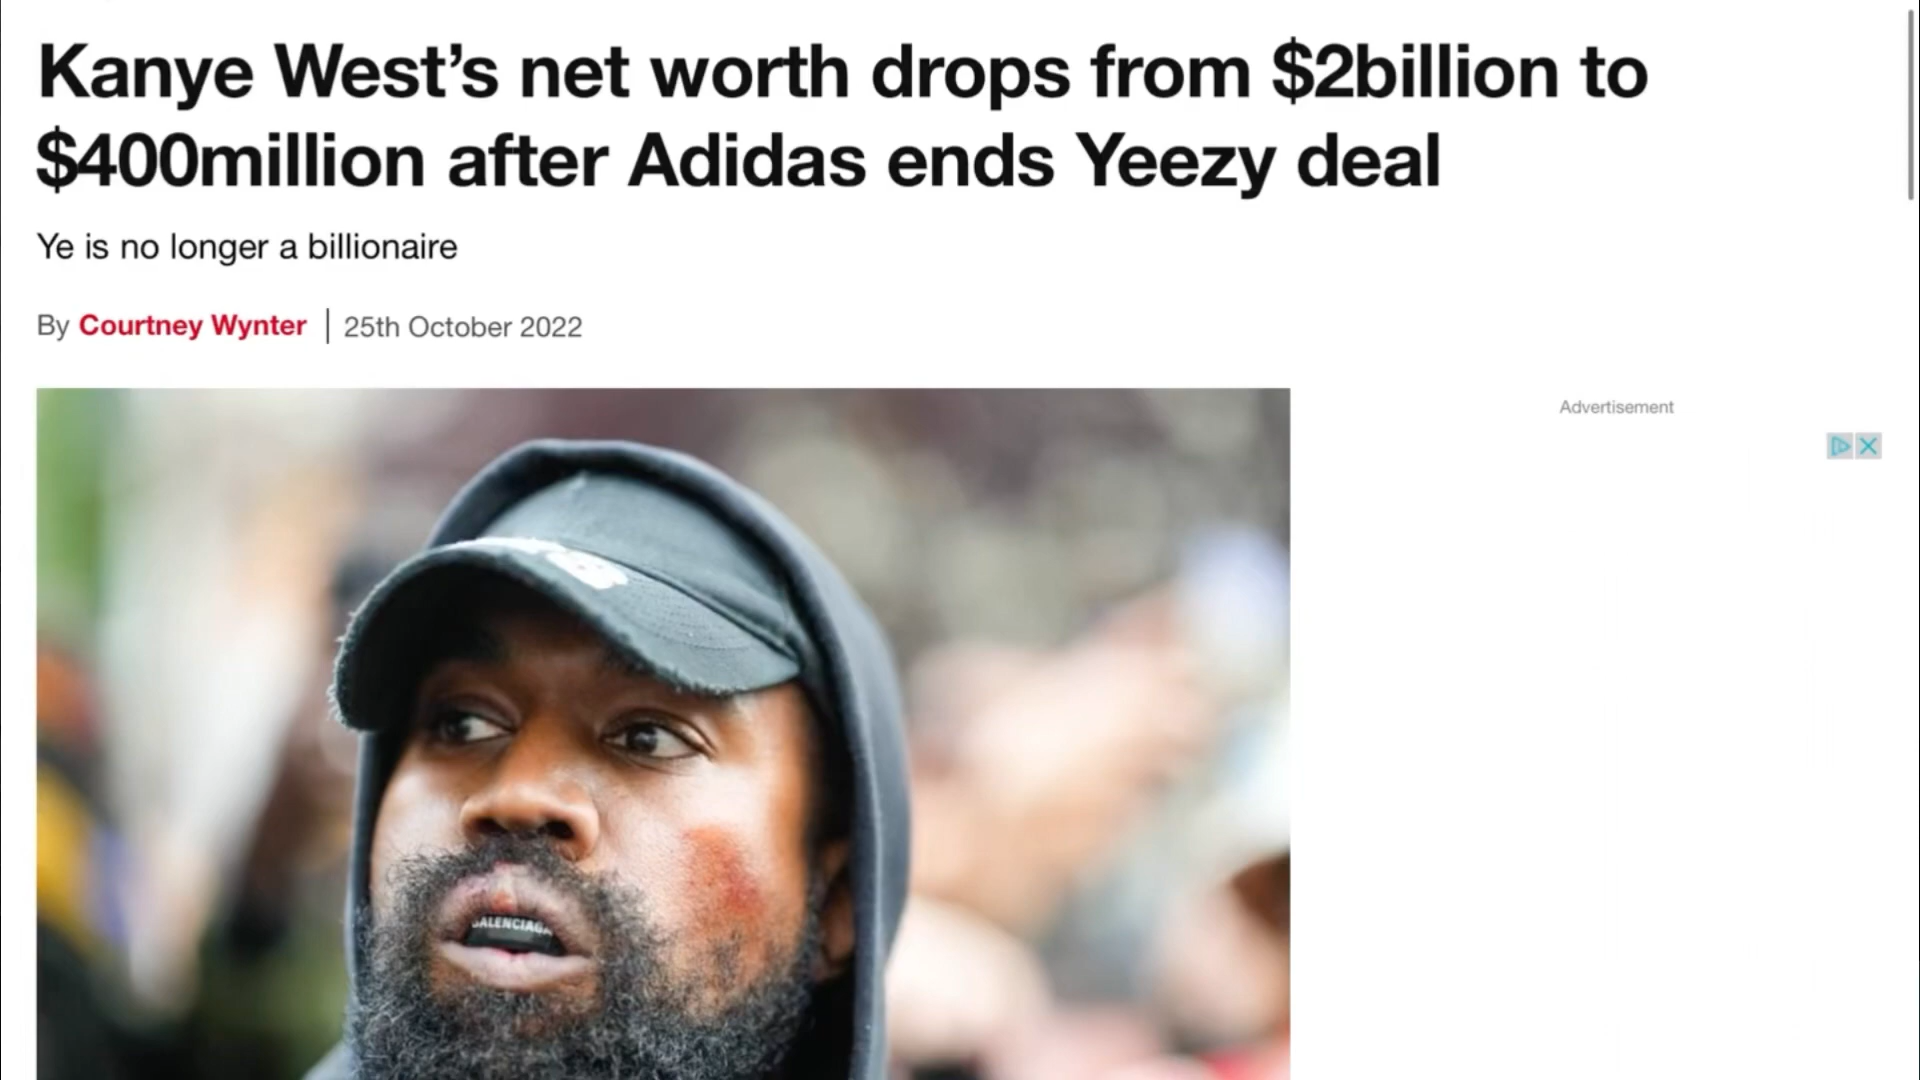 Kanye West’s net worth drops from $2billion to
$400million after Adidas ends Yeezy deal
Ye is no longer a billionaire
By Courtney Wynter | 25th October 2022
Advertisement
BALENCIAGA